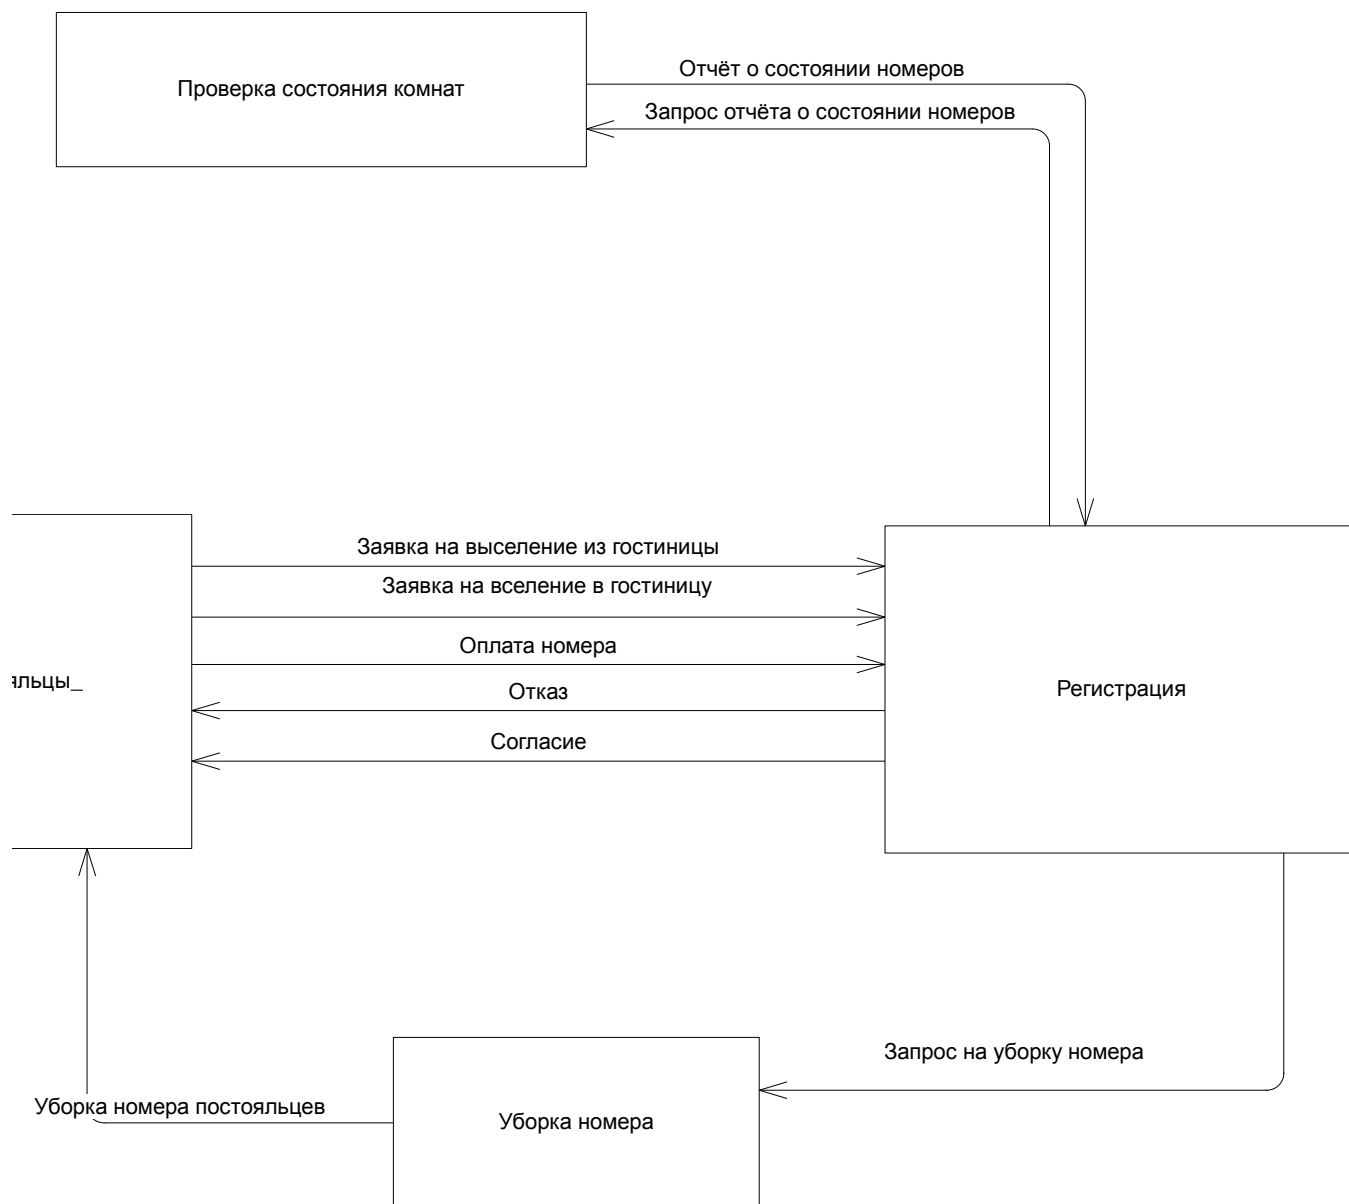 Проверка состояния комнат
Отчёт о состоянии номеров
Запрос отчёта о состоянии номеров
Заявка на выселение из гостиницы
Заявка на вселение в гостиницу
Оплата номера
яльцы_
Отказ
Регистрация
Согласие
Запрос на уборку номера
Уборка номера постояльцев
Уборка номера